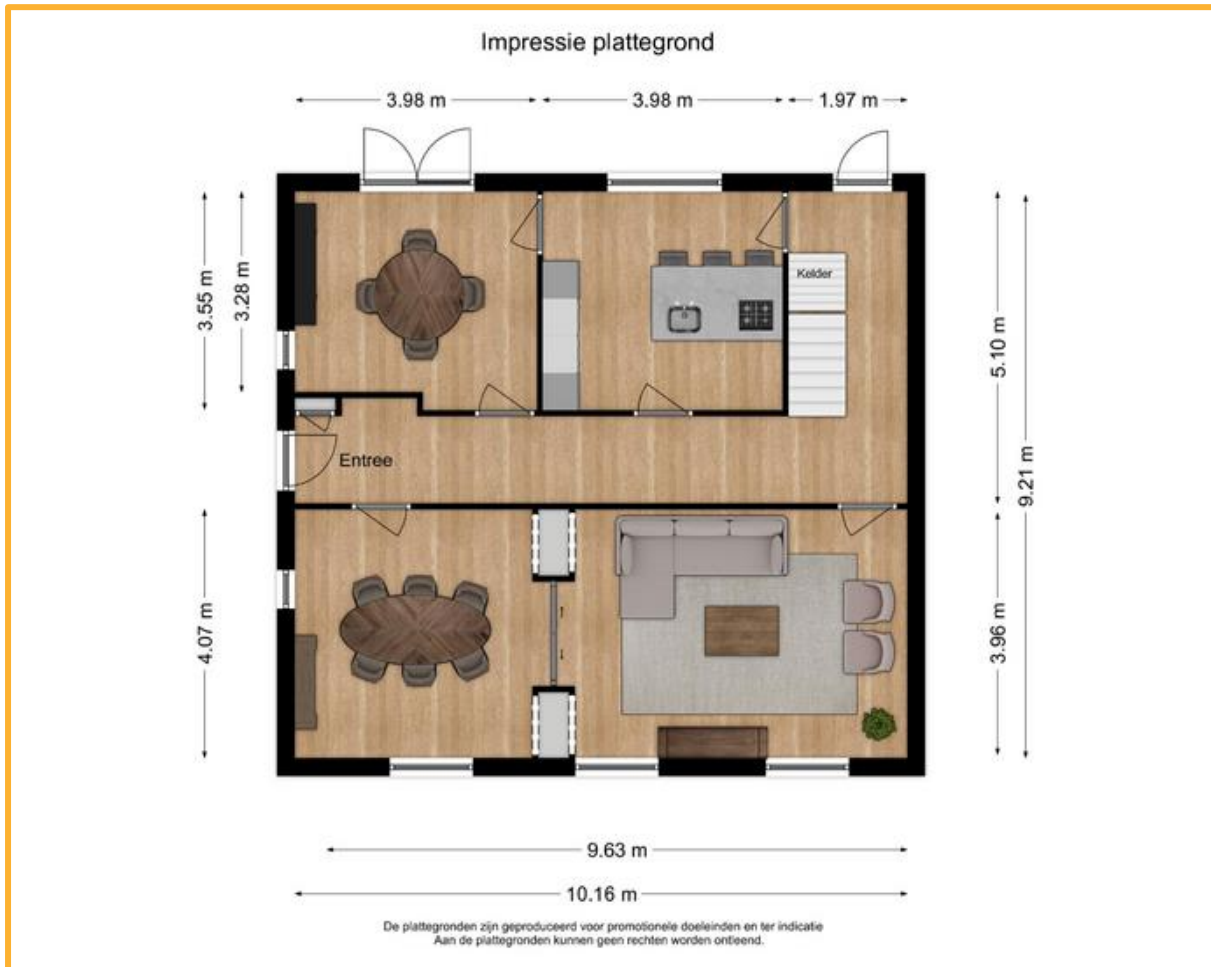 Impressie plattegrond
3.98 m
3.98 m
1.97 m
3.55 m
3.28 m
Kelder
5.10 m
9.21 m
Entree
4.07 m
3.96 m
9.63 m
10.16 m
De plattegronden zijn geproduceerd voor promotionele doeleinden en ter indicatie
Aan de plattegronden kunnen geen rechten worden ontleend.